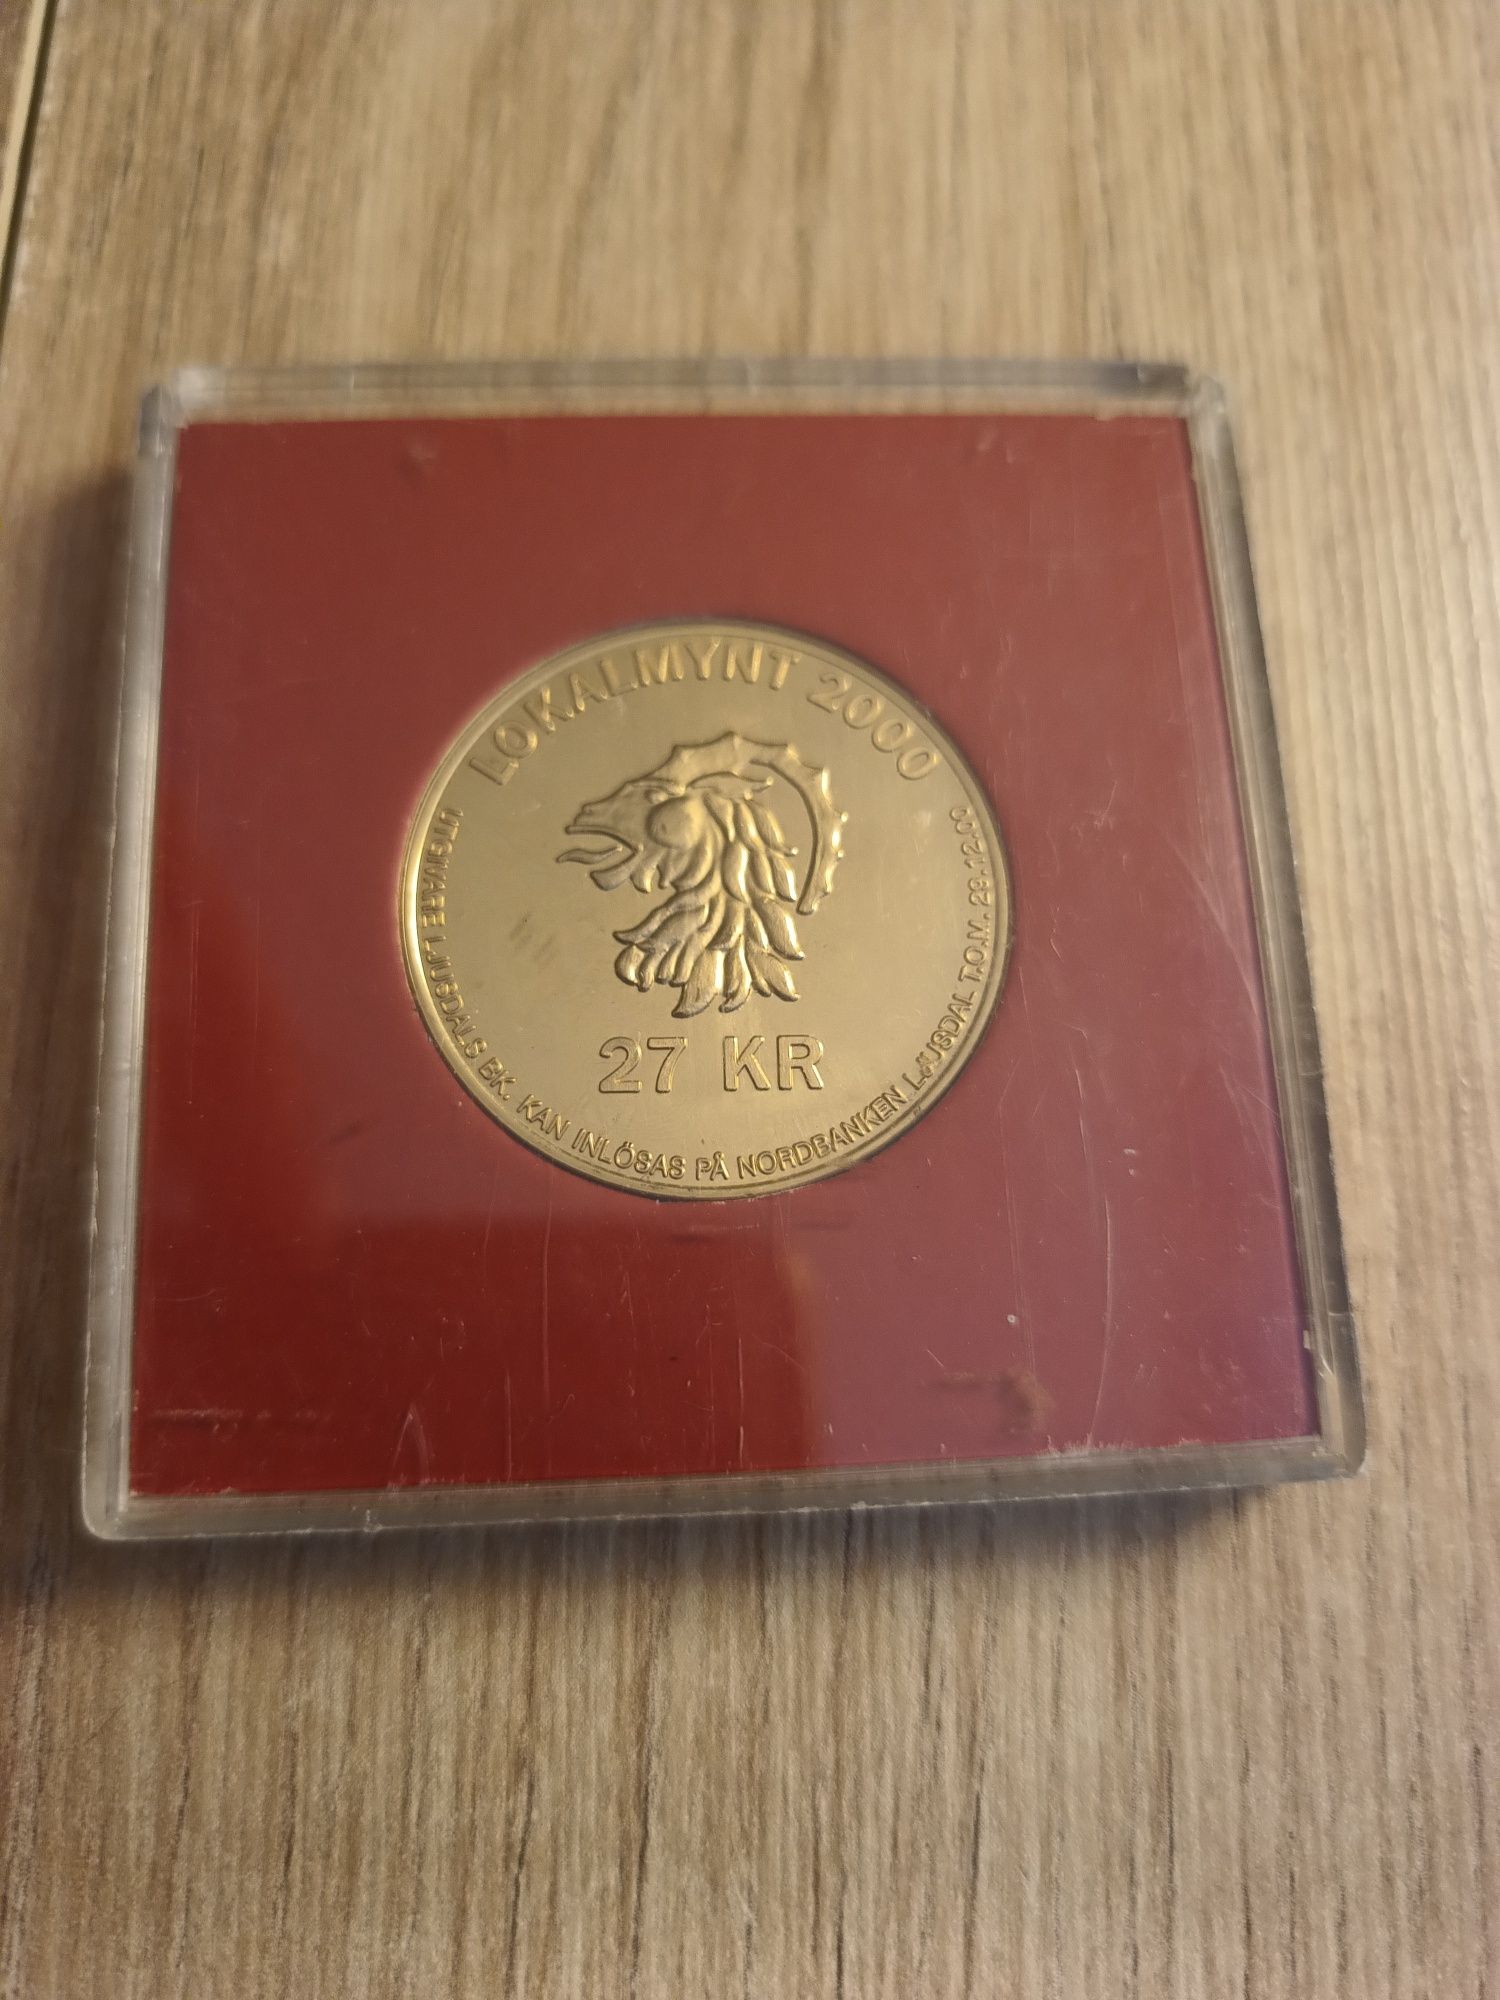 LOKALMYNT 2000
27 KR
UTGIVARE LJUSDALS BK. KAN INLÖSAS PÅ NORDBANKEN LJUSDAL T.O.M. 29.12.00